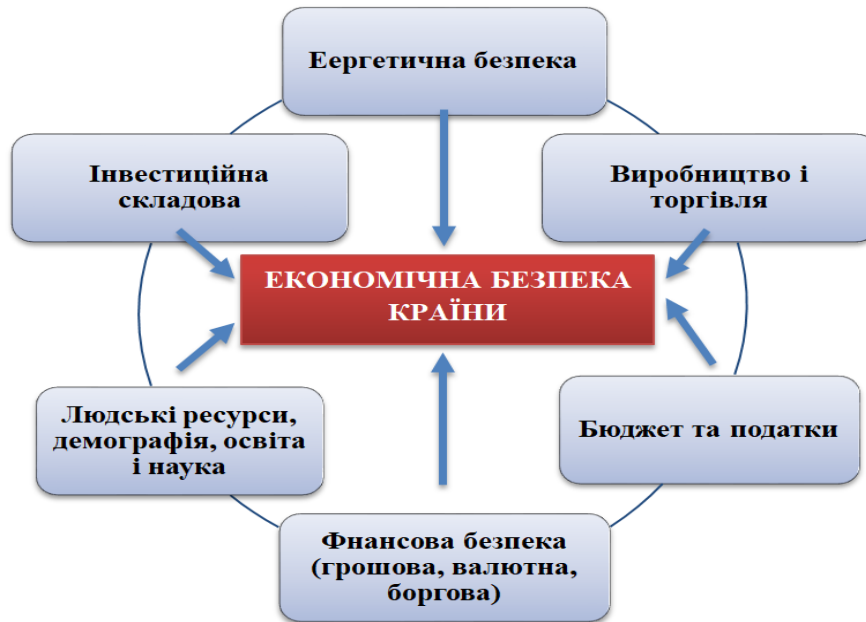 Еергетична безпека
Інвестиційна
складова
Виробництво і
торгівля
ЕКОНОМІЧНА БЕЗПЕКА
КРАЇНИ
Людські ресурси,
демографія, освіта
і наука
Бюджет та податки
Фнансова безпека
(грошова, валютна,
боргова)